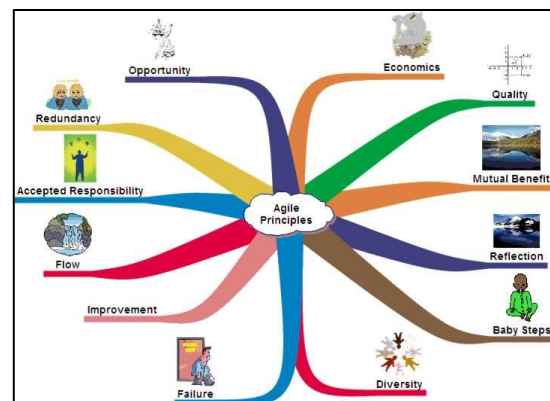 Opportunity
Economics
Quality
Redundancy
Mutual Benefit
Accepted Responsibility
Agile
Principles
Reflection
Flow
Improvement
Baby Steps
Failure
Diversity